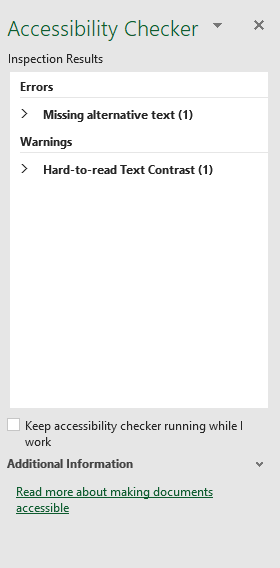 Accessibility Checker
Inspection Results
Errors
Missing alternative text (1)
Warnings
Hard-to-read Text Contrast (1)
Keep accessibility checker running while I
work
Additional Information
Read more about making documents
accessible